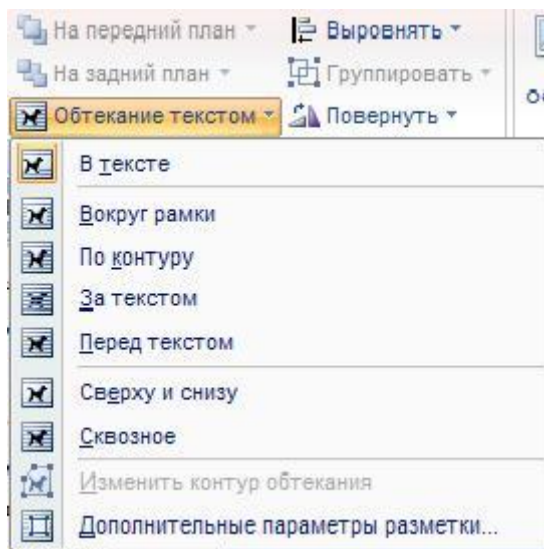 На передний план Выровнять
На задний план Группировать
Обтекание текстом Повернуть
В тексте
Вокруг рамки
По контуру
За текстом
Перед текстом
Сверху и снизу
Сквозное
Изменить контур обтекания
Дополнительные параметры разметки...